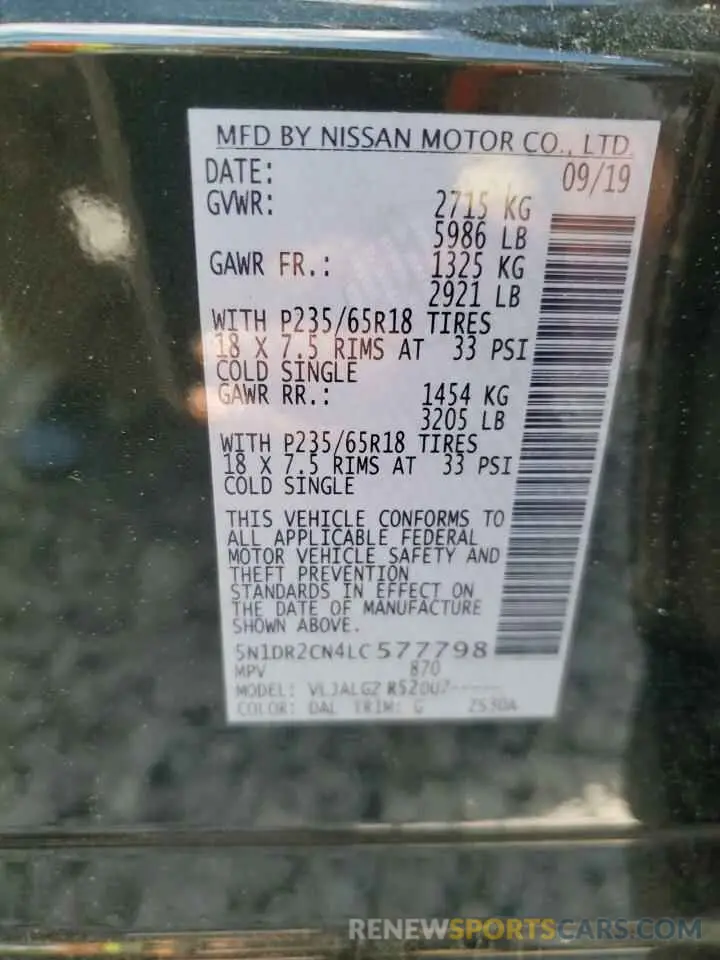 MFD BY NISSAN MOTOR CO., LTD.
DATE: 09/19
GVWR: 2715 KG
5986 LB
GAWR FR.: 1325 KG
2921 LB
WITH P235/65R18 TIRES
18 X 7.5 RIMS AT 33 PSI
COLD SINGLE
GAWR RR.: 1454 KG
3205 LB
WITH P235/65R18 TIRES
18 X 7.5 RIMS AT 33 PSI
COLD SINGLE
THIS VEHICLE CONFORMS TO
ALL APPLICABLE FEDERAL
MOTOR VEHICLE SAFETY AND
THEFT PREVENTION
STANDARDS IN EFFECT ON
THE DATE OF MANUFACTURE
SHOWN ABOVE.
5N1DR2CN4LC577798
MPV 870
MODEL:
COLOR: DAL TRIM: G
RENEWSPORTSCARS.COM